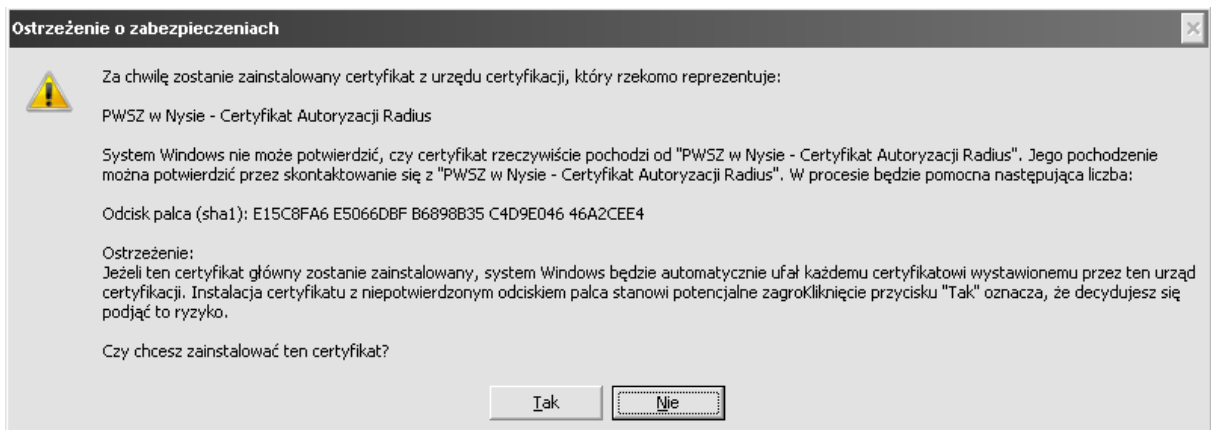 Ostrzeżenie o zabezpieczeniach
Za chwilę zostanie zainstalowany certyfikat z urzędu certyfikacji, który rzekomo reprezentuje:
PWSZ w Nysie - Certyfikat Autoryzacji Radius
System Windows nie może potwierdzić, czy certyfikat rzeczywiście pochodzi od "PWSZ w Nysie - Certyfikat Autoryzacji Radius". Jego pochodzenie
można potwierdzić przez skontaktowanie się z "PWSZ w Nysie - Certyfikat Autoryzacji Radius". W procesie będzie pomocna następująca liczba:
Odcisk palca (sha1): E15C8FA6 E5066DBF B6898B35 C4D9E046 46A2CEE4
Ostrzeżenie:
Jeżeli ten certyfikat główny zostanie zainstalowany, system Windows będzie automatycznie ufał każdemu certyfikatowi wystawionemu przez ten urząd
certyfikacji. Instalacja certyfikatu z niepotwierdzonym odciskiem palca stanowi potencjalne zagroKliknięcie przycisku "Tak" oznacza, że decydujesz się
podjąć to ryzyko.
Czy chcesz zainstalować ten certyfikat?
Tak
Nie